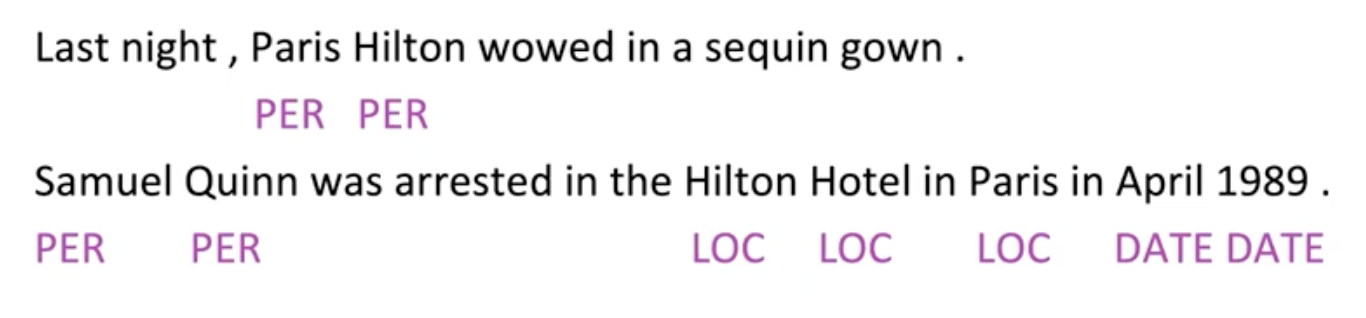 Last night , Paris Hilton wowed in a sequin gown .
PER PER
Samuel Quinn was arrested in the Hilton Hotel in Paris in April 1989 .
PER PER LOC LOC LOC DATE DATE